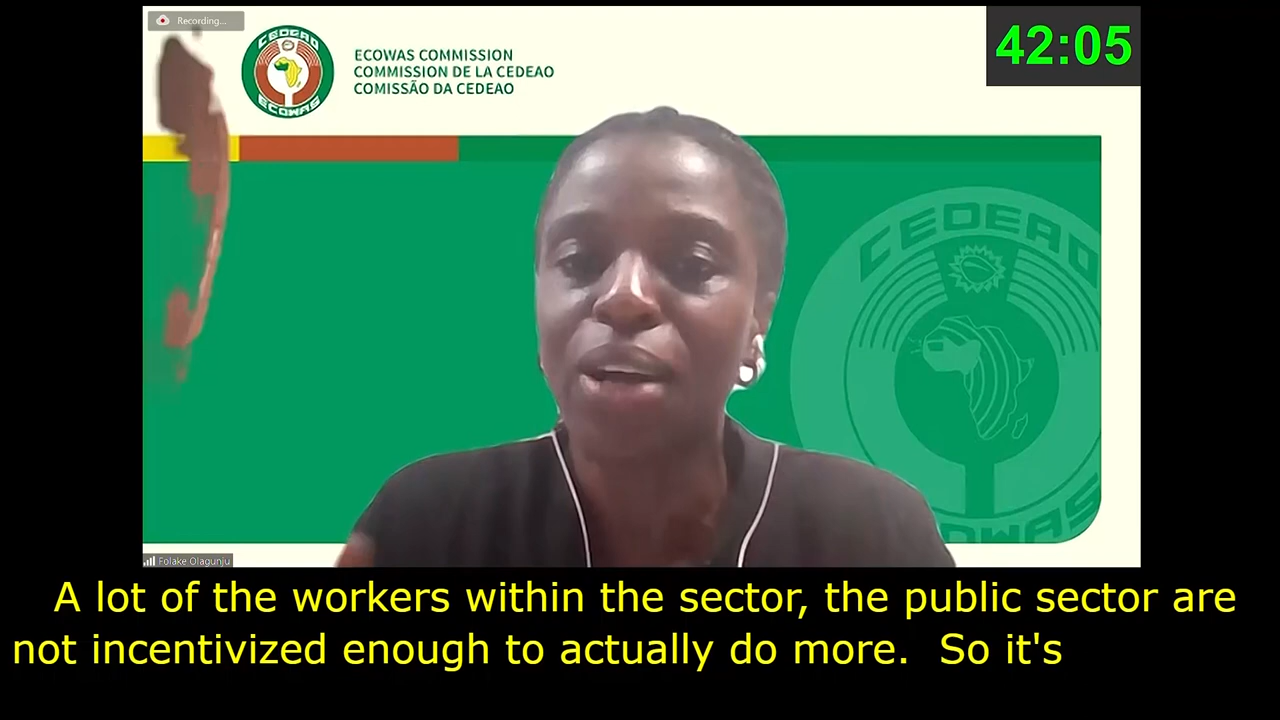 Recording...
CEDEAO
ECOWAS
ECOWAS COMMISSION
COMMISSION DE LA CEDEAO
COMISSÃO DA CEDEAO
42:05
CEDEAO
ECOWAS
Folake Olagunju
A lot of the workers within the sector, the public sector are
not incentivized enough to actually do more.  So it's